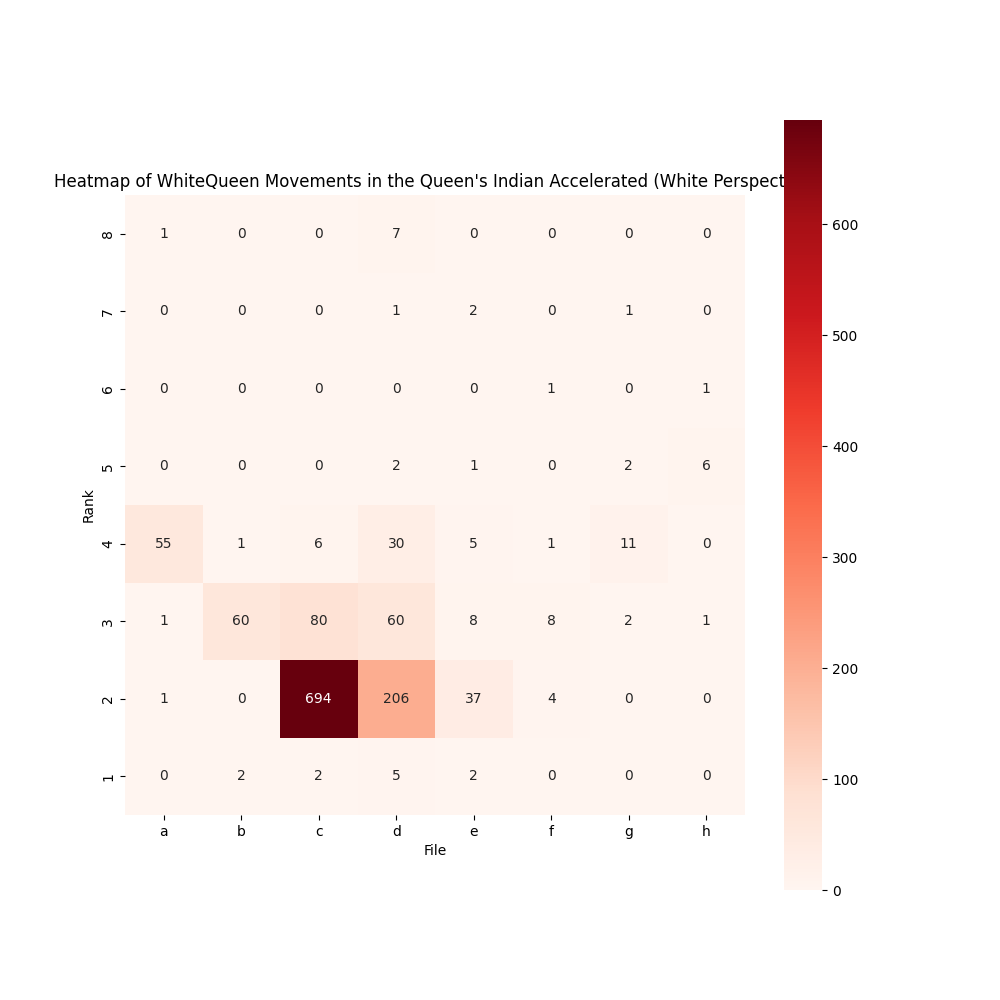 Heatmap of WhiteQueen Movements in the Queen's Indian Accelerated (White Perspect
8 1 0 0 7 0 0 0 0
7 0 0 0 1 2 0 1 0
6 0 0 0 0 0 1 0 1
5 0 0 0 2 1 0 2 6
4 55 1 6 30 5 1 11 0
3 1 60 80 60 8 8 2 1
2 1 0 694 206 37 4 0 0
1 0 2 2 5 2 0 0 0
a b c d e f g h
Rank
File
600
500
400
300
200
100
0